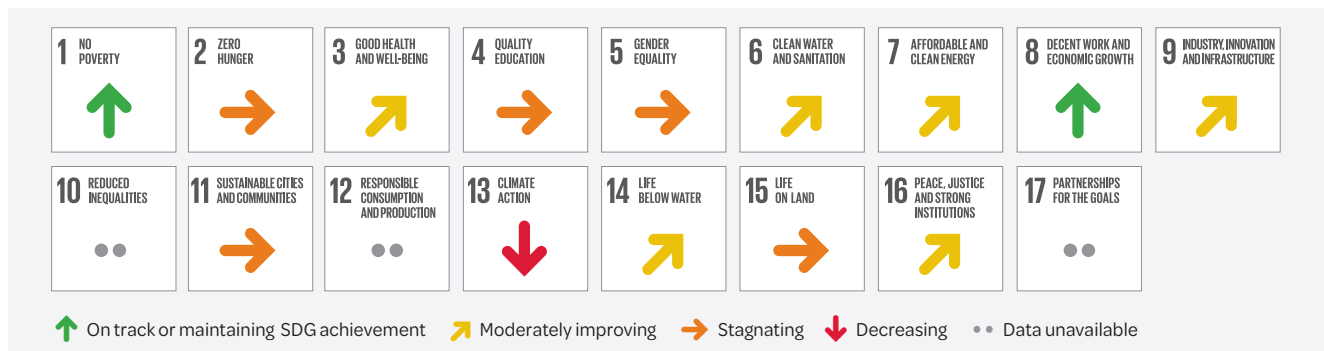 1 NO
POVERTY
2 ZERO
HUNGER
3 GOOD HEALTH
AND WELL-BEING
4 QUALITY
EDUCATION
5 GENDER
EQUALITY
6 CLEAN WATER
AND SANITATION
7 AFFORDABLE AND
CLEAN ENERGY
8 DECENT WORK AND
ECONOMIC GROWTH
9 INDUSTRY, INNOVATION
AND INFRASTRUCTURE
10 REDUCED
INEQUALITIES
11 SUSTAINABLE CITIES
AND COMMUNITIES
12 RESPONSIBLE
CONSUMPTION
AND PRODUCTION
13 CLIMATE
ACTION
14 LIFE
BELOW WATER
15 LIFE
ON LAND
16 PEACE, JUSTICE
AND STRONG
INSTITUTIONS
17 PARTNERSHIPS
FOR THE GOALS
On track or maintaining SDG achievement
Moderately improving
Stagnating
Decreasing
Data unavailable